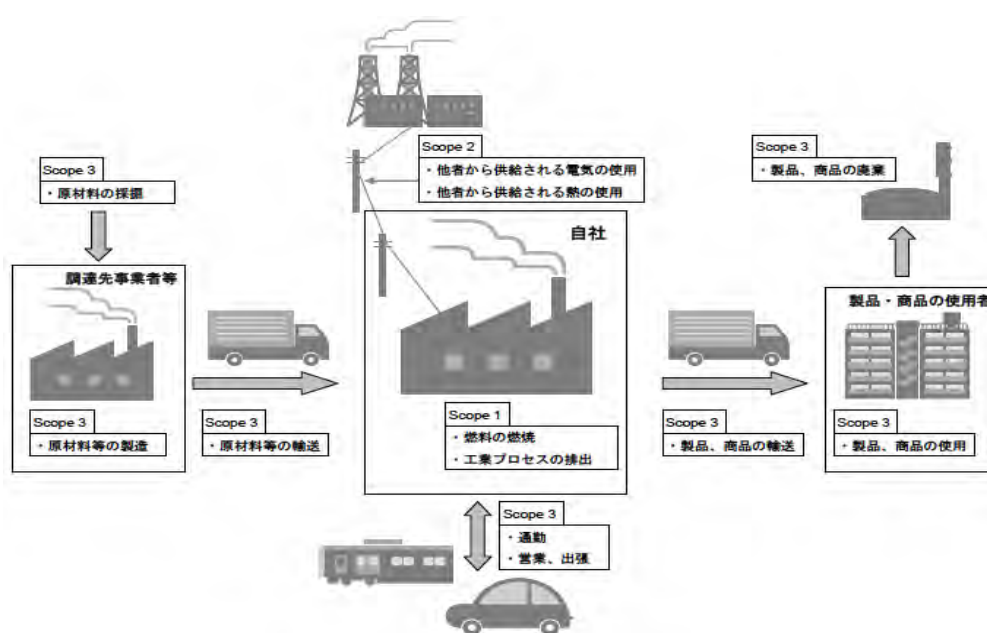 Scope 2
・他者から供給される電気の使用
・他者から供給される熱の使用
Scope 3
・原材料の採掘
Scope 3
・製品、商品の廃棄
自社
調達先事業者等
製品・商品の使用者
Scope 3
・原材料等の製造
Scope 3
・原材料等の輸送
Scope 1
・燃料の燃焼
・工業プロセスの排出
Scope 3
・製品、商品の輸送
Scope 3
・製品、商品の使用
Scope 3
・通勤
・営業、出張